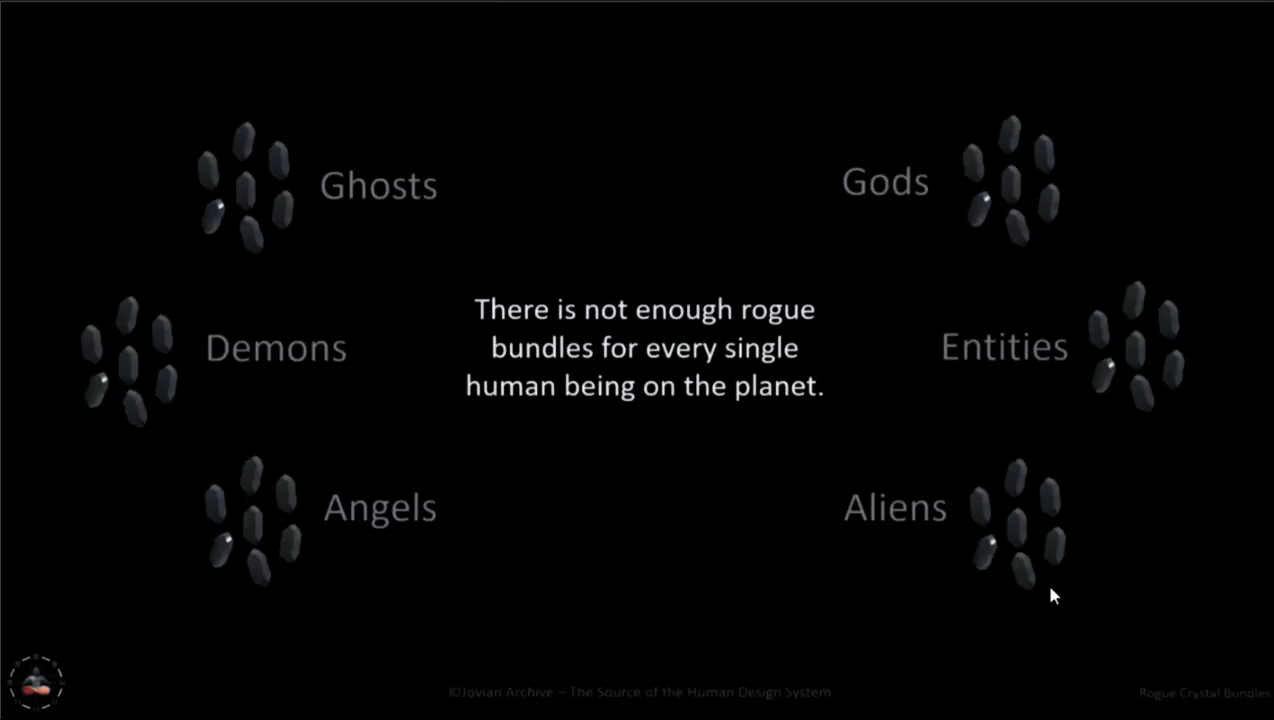 Ghosts
Gods
There is not enough rogue
bundles for every single
human being on the planet.
Demons
Entities
Angels
Aliens
©Jovian Archive – The Source of the Human Design System
Rogue Crystal Bundles